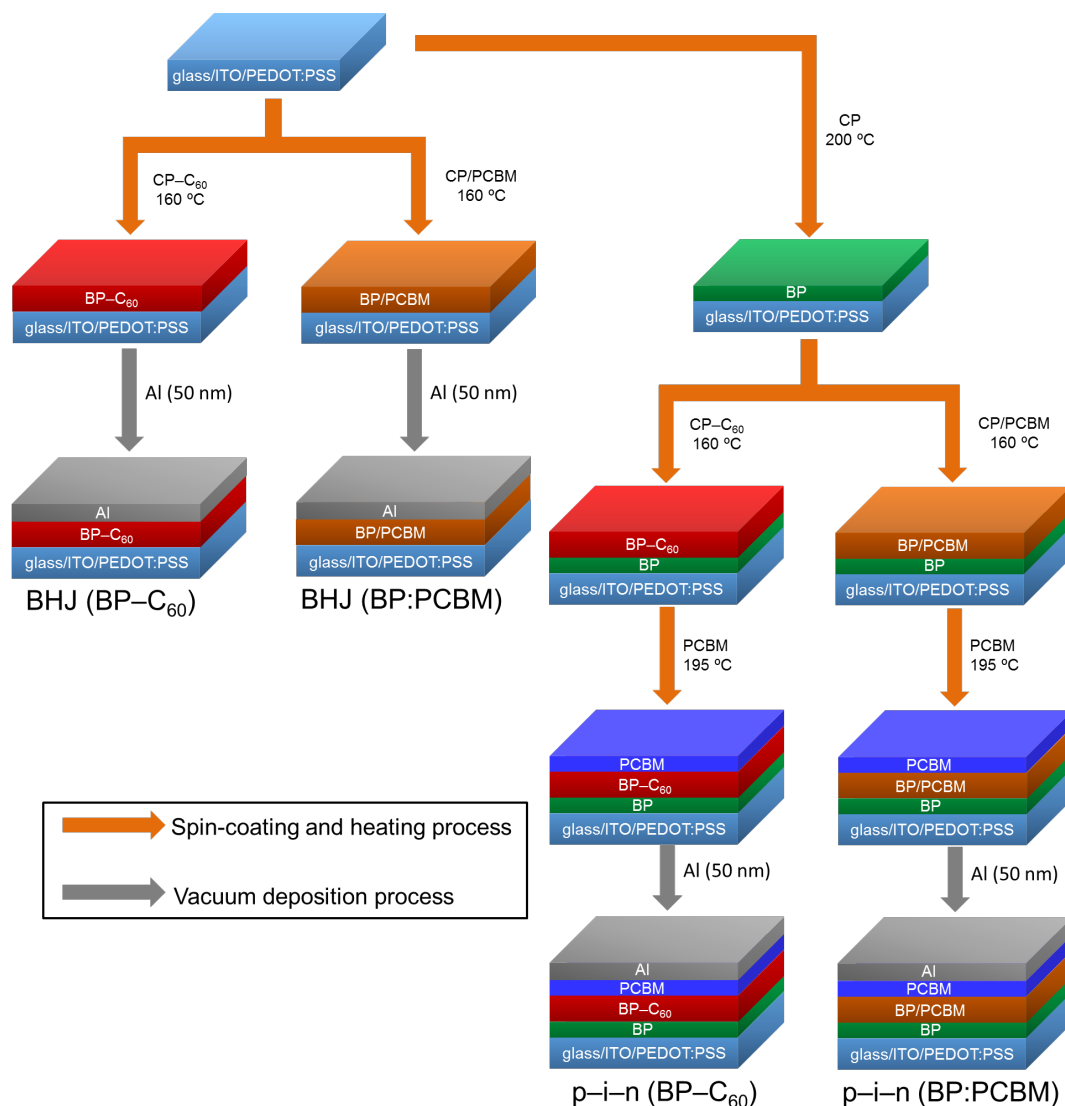 glass/ITO/PEDOT:PSS
CP
200 ºC
CP–C₆₀
160 ºC
CP/PCBM
160 ºC
BP–C₆₀
glass/ITO/PEDOT:PSS
BP/PCBM
glass/ITO/PEDOT:PSS
BP
glass/ITO/PEDOT:PSS
Al (50 nm)
Al (50 nm)
CP–C₆₀
160 ºC
CP/PCBM
160 ºC
Al
BP–C₆₀
glass/ITO/PEDOT:PSS
BHJ (BP–C₆₀)
Al
BP/PCBM
glass/ITO/PEDOT:PSS
BHJ (BP:PCBM)
BP–C₆₀
BP
glass/ITO/PEDOT:PSS
BP/PCBM
BP
glass/ITO/PEDOT:PSS
PCBM
195 ºC
PCBM
195 ºC
PCBM
BP–C₆₀
BP
glass/ITO/PEDOT:PSS
PCBM
BP/PCBM
BP
glass/ITO/PEDOT:PSS
Spin-coating and heating process
Vacuum deposition process
Al (50 nm)
Al (50 nm)
Al
PCBM
BP–C₆₀
BP
glass/ITO/PEDOT:PSS
p–i–n (BP–C₆₀)
Al
PCBM
BP/PCBM
BP
glass/ITO/PEDOT:PSS
p–i–n (BP:PCBM)